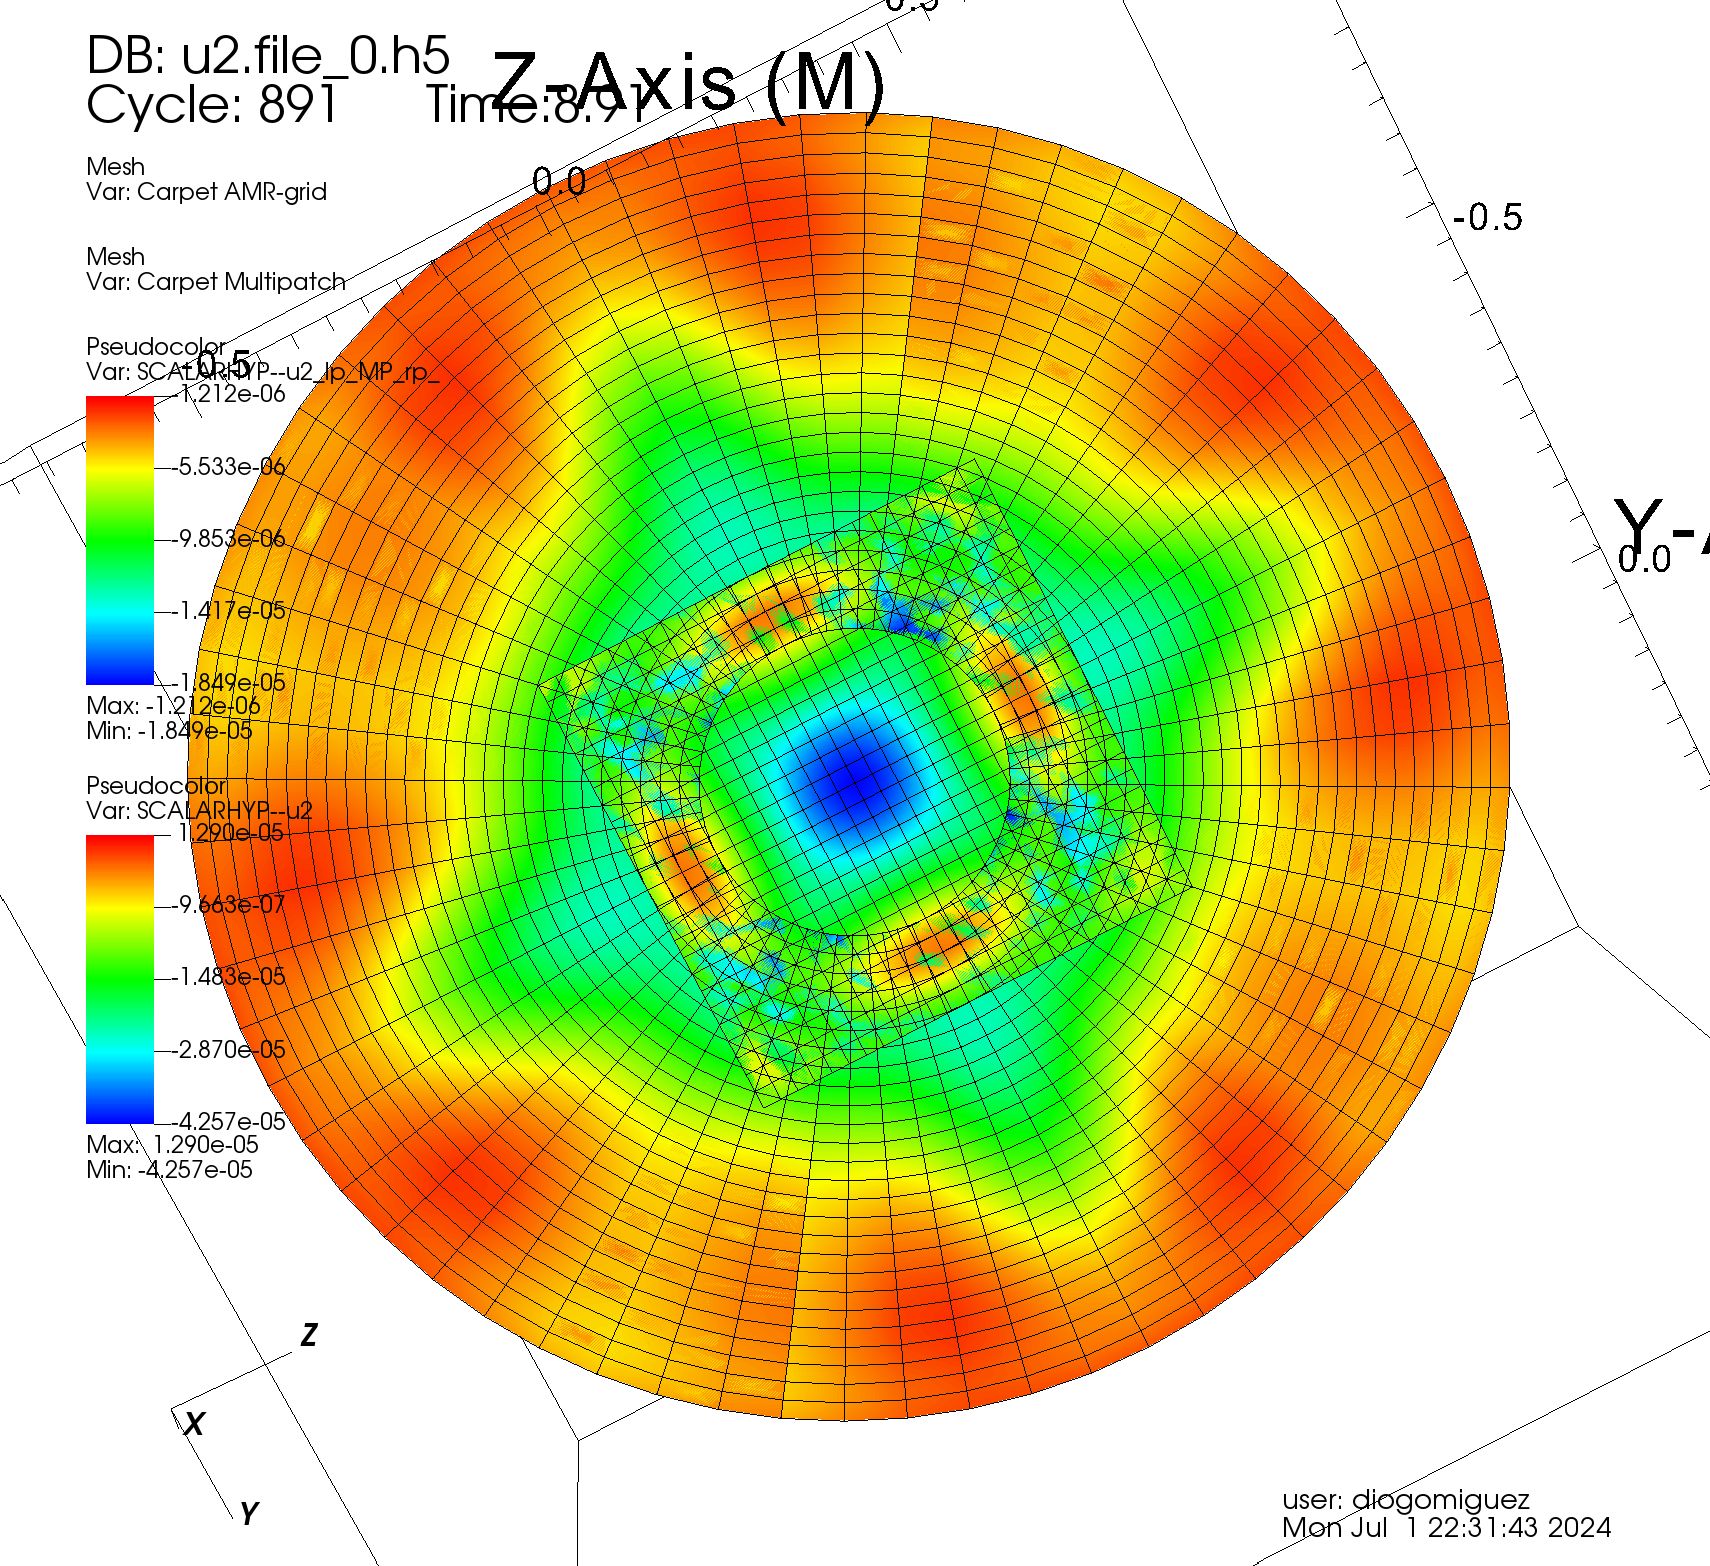 DB: u2.file_0.h5
Cycle: 891 Time:8.91
Z-Axis (M)
0.5
0.0
-0.5
-0.5
0.0
Y-A
Mesh
Var: Carpet AMR-grid
Mesh
Var: Carpet Multipatch
Pseudocolor
Var: SCALARHYP--u2_lp_MP_rp_
-1.212e-06
-5.533e-06
-9.853e-06
-1.417e-05
-1.849e-05
Max: -1.212e-06
Min: -1.849e-05
Pseudocolor
Var: SCALARHYP--u2
1.290e-05
-9.663e-07
-1.483e-05
-2.870e-05
-4.257e-05
Max: 1.290e-05
Min: -4.257e-05
Z
X
Y
user: diogomiguez
Mon Jul 1 22:31:43 2024